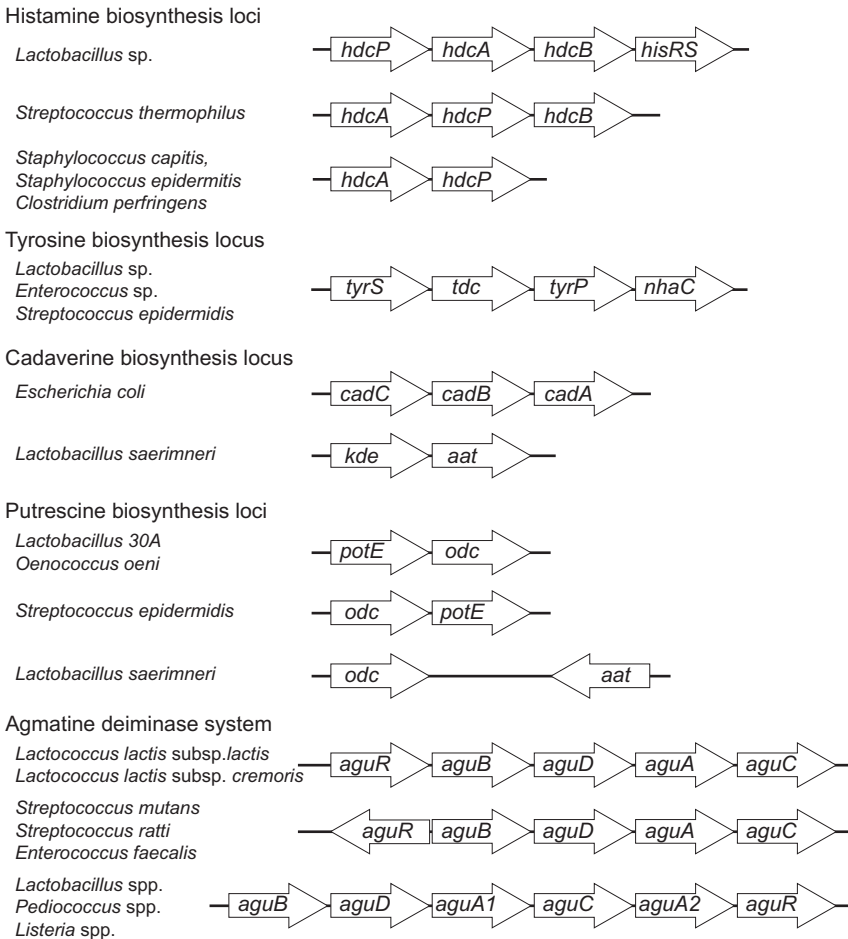 Histamine biosynthesis loci
Lactobacillus sp.
hdcP hdcA hdcB hisRS
Streptococcus thermophilus
hdcA hdcP hdcB
Staphylococcus capitis,
Staphylococcus epidermitis
Clostridium perfringens
hdcA hdcP
Tyrosine biosynthesis locus
Lactobacillus sp.
Enterococcus sp.
Streptococcus epidermidis
tyrS tdc tyrP nhaC
Cadaverine biosynthesis locus
Escherichia coli
cadC cadB cadA
Lactobacillus saerimneri
kde aat
Putrescine biosynthesis loci
Lactobacillus 30A
Oenococcus oeni
potE odc
Streptococcus epidermidis
odc potE
Lactobacillus saerimneri
odc aat
Agmatine deiminase system
Lactococcus lactis subsp.lactis
Lactococcus lactis subsp. cremoris
aguR aguB aguD aguA aguC
Streptococcus mutans
Streptococcus ratti
Enterococcus faecalis
aguR aguB aguD aguA aguC
Lactobacillus spp.
Pediococcus spp.
Listeria spp.
aguB aguD aguA1 aguC aguA2 aguR